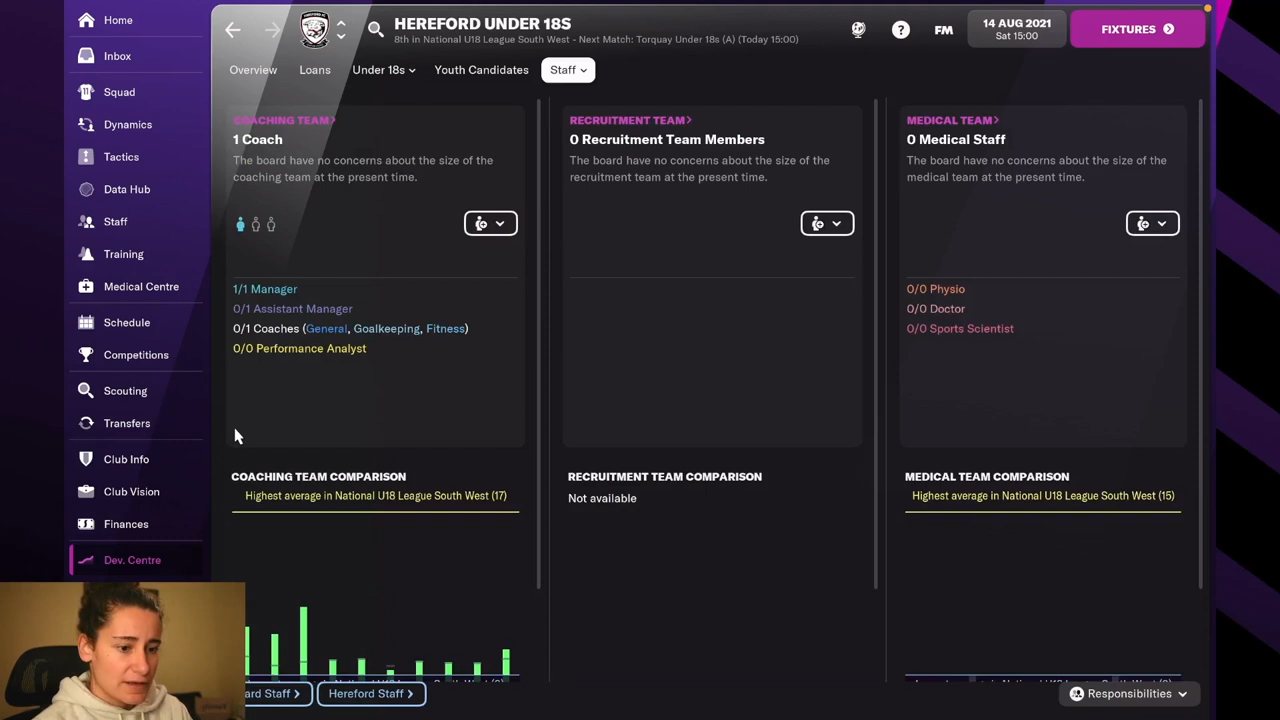 Home
Inbox
Squad
Dynamics
Tactics
Data Hub
Staff
Training
Medical Centre
Schedule
Competitions
Scouting
Transfers
Club Info
Club Vision
Finances
Dev. Centre
HEREFORD UNDER 18S
8th in National U18 League South West - Next Match: Torquay Under 18s (A) (Today 15:00)
FM
14 AUG 2021
Sat 15:00
FIXTURES
Overview
Loans
Under 18s
Youth Candidates
Staff
COACHING TEAM>
1 Coach
The board have no concerns about the size of the
coaching team at the present time.
1/1 Manager
0/1 Assistant Manager
0/1 Coaches (General, Goalkeeping, Fitness)
0/0 Performance Analyst
COACHING TEAM COMPARISON
Highest average in National U18 League South West (17)
RECRUITMENT TEAM>
0 Recruitment Team Members
The board have no concerns about the size of the
recruitment team at the present time.
RECRUITMENT TEAM COMPARISON
Not available
MEDICAL TEAM>
0 Medical Staff
The board have no concerns about the size of the
medical team at the present time.
0/0 Physio
0/0 Doctor
0/0 Sports Scientist
MEDICAL TEAM COMPARISON
Highest average in National U18 League South West (15)
Staff >
Hereford Staff >
Responsibilities